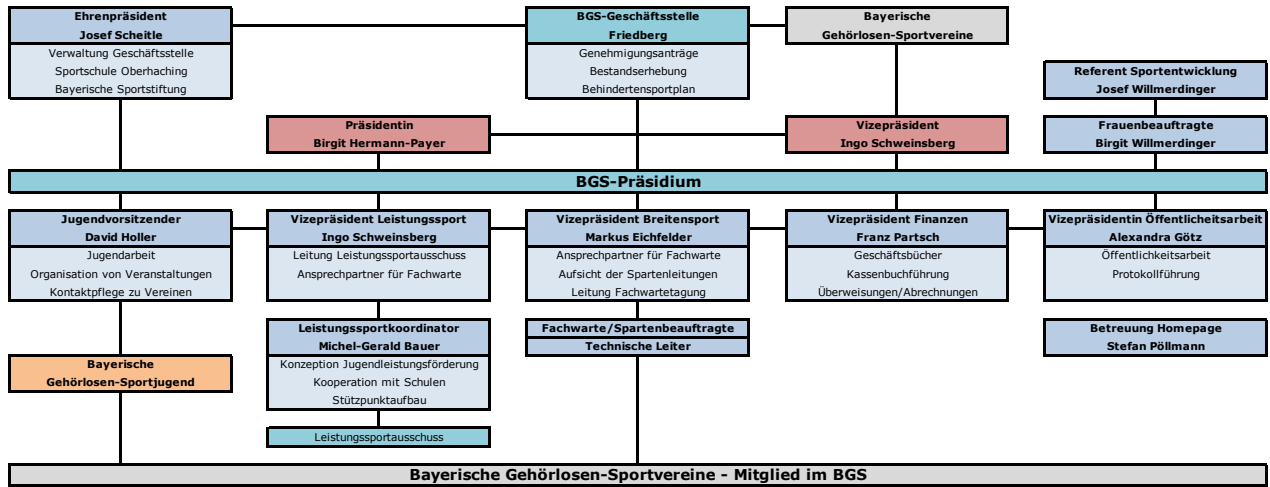 Ehrenpräsident
Josef Scheitle
Verwaltung Geschäftsstelle
Sportschule Oberhaching
Bayerische Sportstiftung
BGS-Geschäftsstelle
Friedberg
Genehmigungsanträge
Bestandserhebung
Behindertensportplan
Bayerische
Gehörlosen-Sportvereine
Referent Sportentwicklung
Josef Willmerdinger
Präsidentin
Birgit Hermann-Payer
Vizepräsident
Ingo Schweinsberg
Frauenbeauftragte
Birgit Willmerdinger
BGS-Präsidium
Jugendvorsitzender
David Holler
Jugendarbeit
Organisation von Veranstaltungen
Kontaktpflege zu Vereinen
Vizepräsident Leistungssport
Ingo Schweinsberg
Leitung Leistungssportausschuss
Ansprechpartner für Fachwarte
Vizepräsident Breitensport
Markus Eichfelder
Ansprechpartner für Fachwarte
Aufsicht der Spartenleitungen
Leitung Fachwartetagung
Vizepräsident Finanzen
Franz Partsch
Geschäftsbücher
Kassenbuchführung
Überweisungen/Abrechnungen
Vizepräsidentin Öffentlicheitsarbeit
Alexandra Götz
Öffentlichkeitsarbeit
Protokollführung
Leistungssportkoordinator
Michel-Gerald Bauer
Konzeption Jugendleistungsförderung
Kooperation mit Schulen
Stützpunktaufbau
Fachwarte/Spartenbeauftragte
Technische Leiter
Betreuung Homepage
Stefan Pöllmann
Bayerische
Gehörlosen-Sportjugend
Leistungssportausschuss
Bayerische Gehörlosen-Sportvereine - Mitglied im BGS